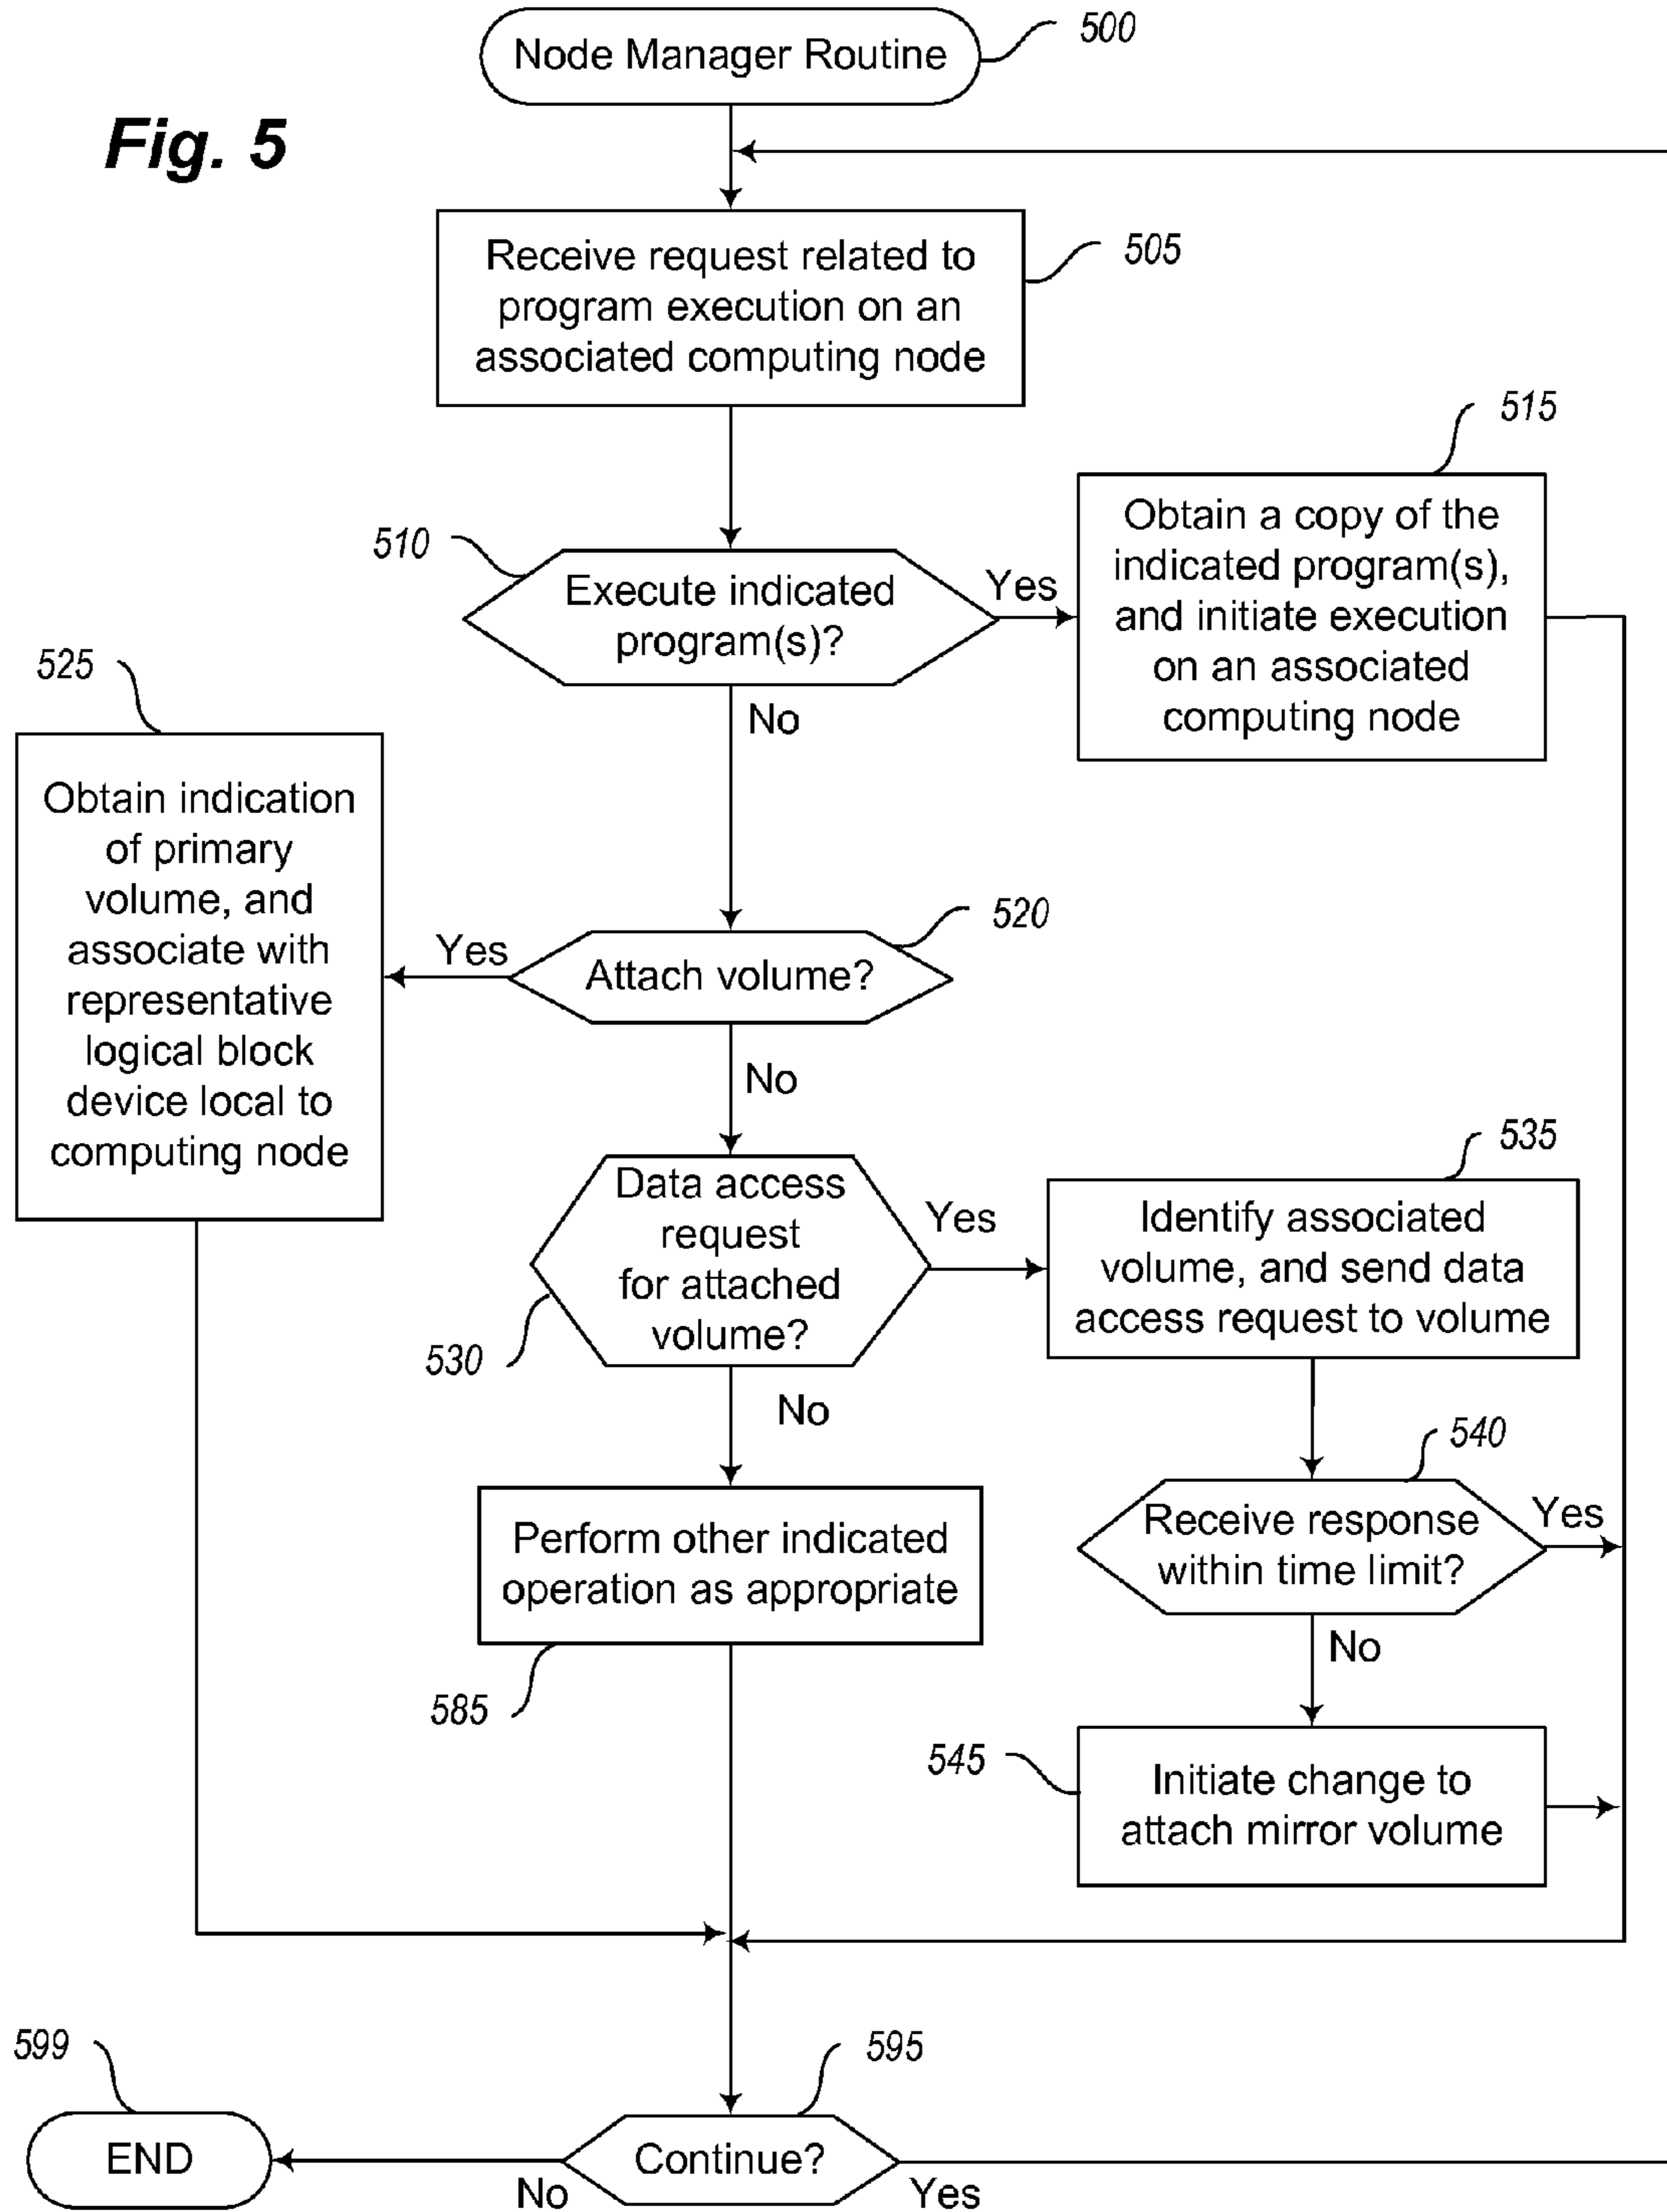 Node Manager Routine
500
Fig. 5
Receive request related to
program execution on an
associated computing node
505
510
Execute indicated
program(s)?
Yes
No
515
Obtain a copy of the
indicated program(s),
and initiate execution
on an associated
computing node
525
Obtain indication
of primary
volume, and
associate with
representative
logical block
device local to
computing node
520
Attach volume?
Yes
No
Data access
request
for attached
volume?
530
Yes
No
535
Identify associated
volume, and send data
access request to volume
540
Receive response
within time limit?
Yes
No
Perform other indicated
operation as appropriate
585
545
Initiate change to
attach mirror volume
599
END
595
Continue?
No
Yes